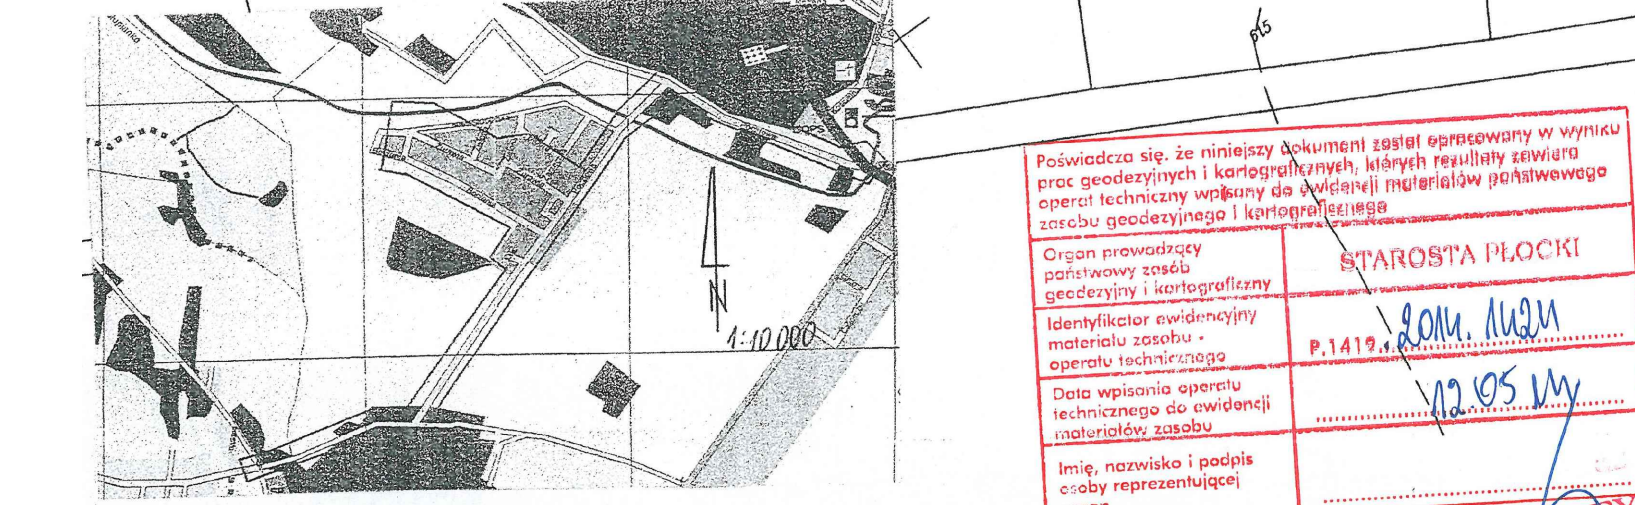 615
N
1:10 000
Poświadcza się, że niniejszy dokument został opracowany w wyniku
prac geodezyjnych i kartograficznych, których rezultaty zawiera
operat techniczny wpisany do ewidencji materiałów państwowego
zasobu geodezyjnego i kartograficznego
Organ prowadzący
państwowy zasób
geodezyjny i kartograficzny
STAROSTA PŁOCKI
Identyfikator ewidencyjny
materiału zasobu -
operatu technicznego
P.1419. 2014. 1424
Data wpisania operatu
technicznego do ewidencji
materiałów zasobu
12.05
Imię, nazwisko i podpis
osoby reprezentującej